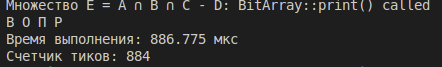 Множество E = A ∩ B ∩ C - D: BitArray::print() called
В О П Р
Время выполнения: 886.775 мкс
Счетчик тиков: 884